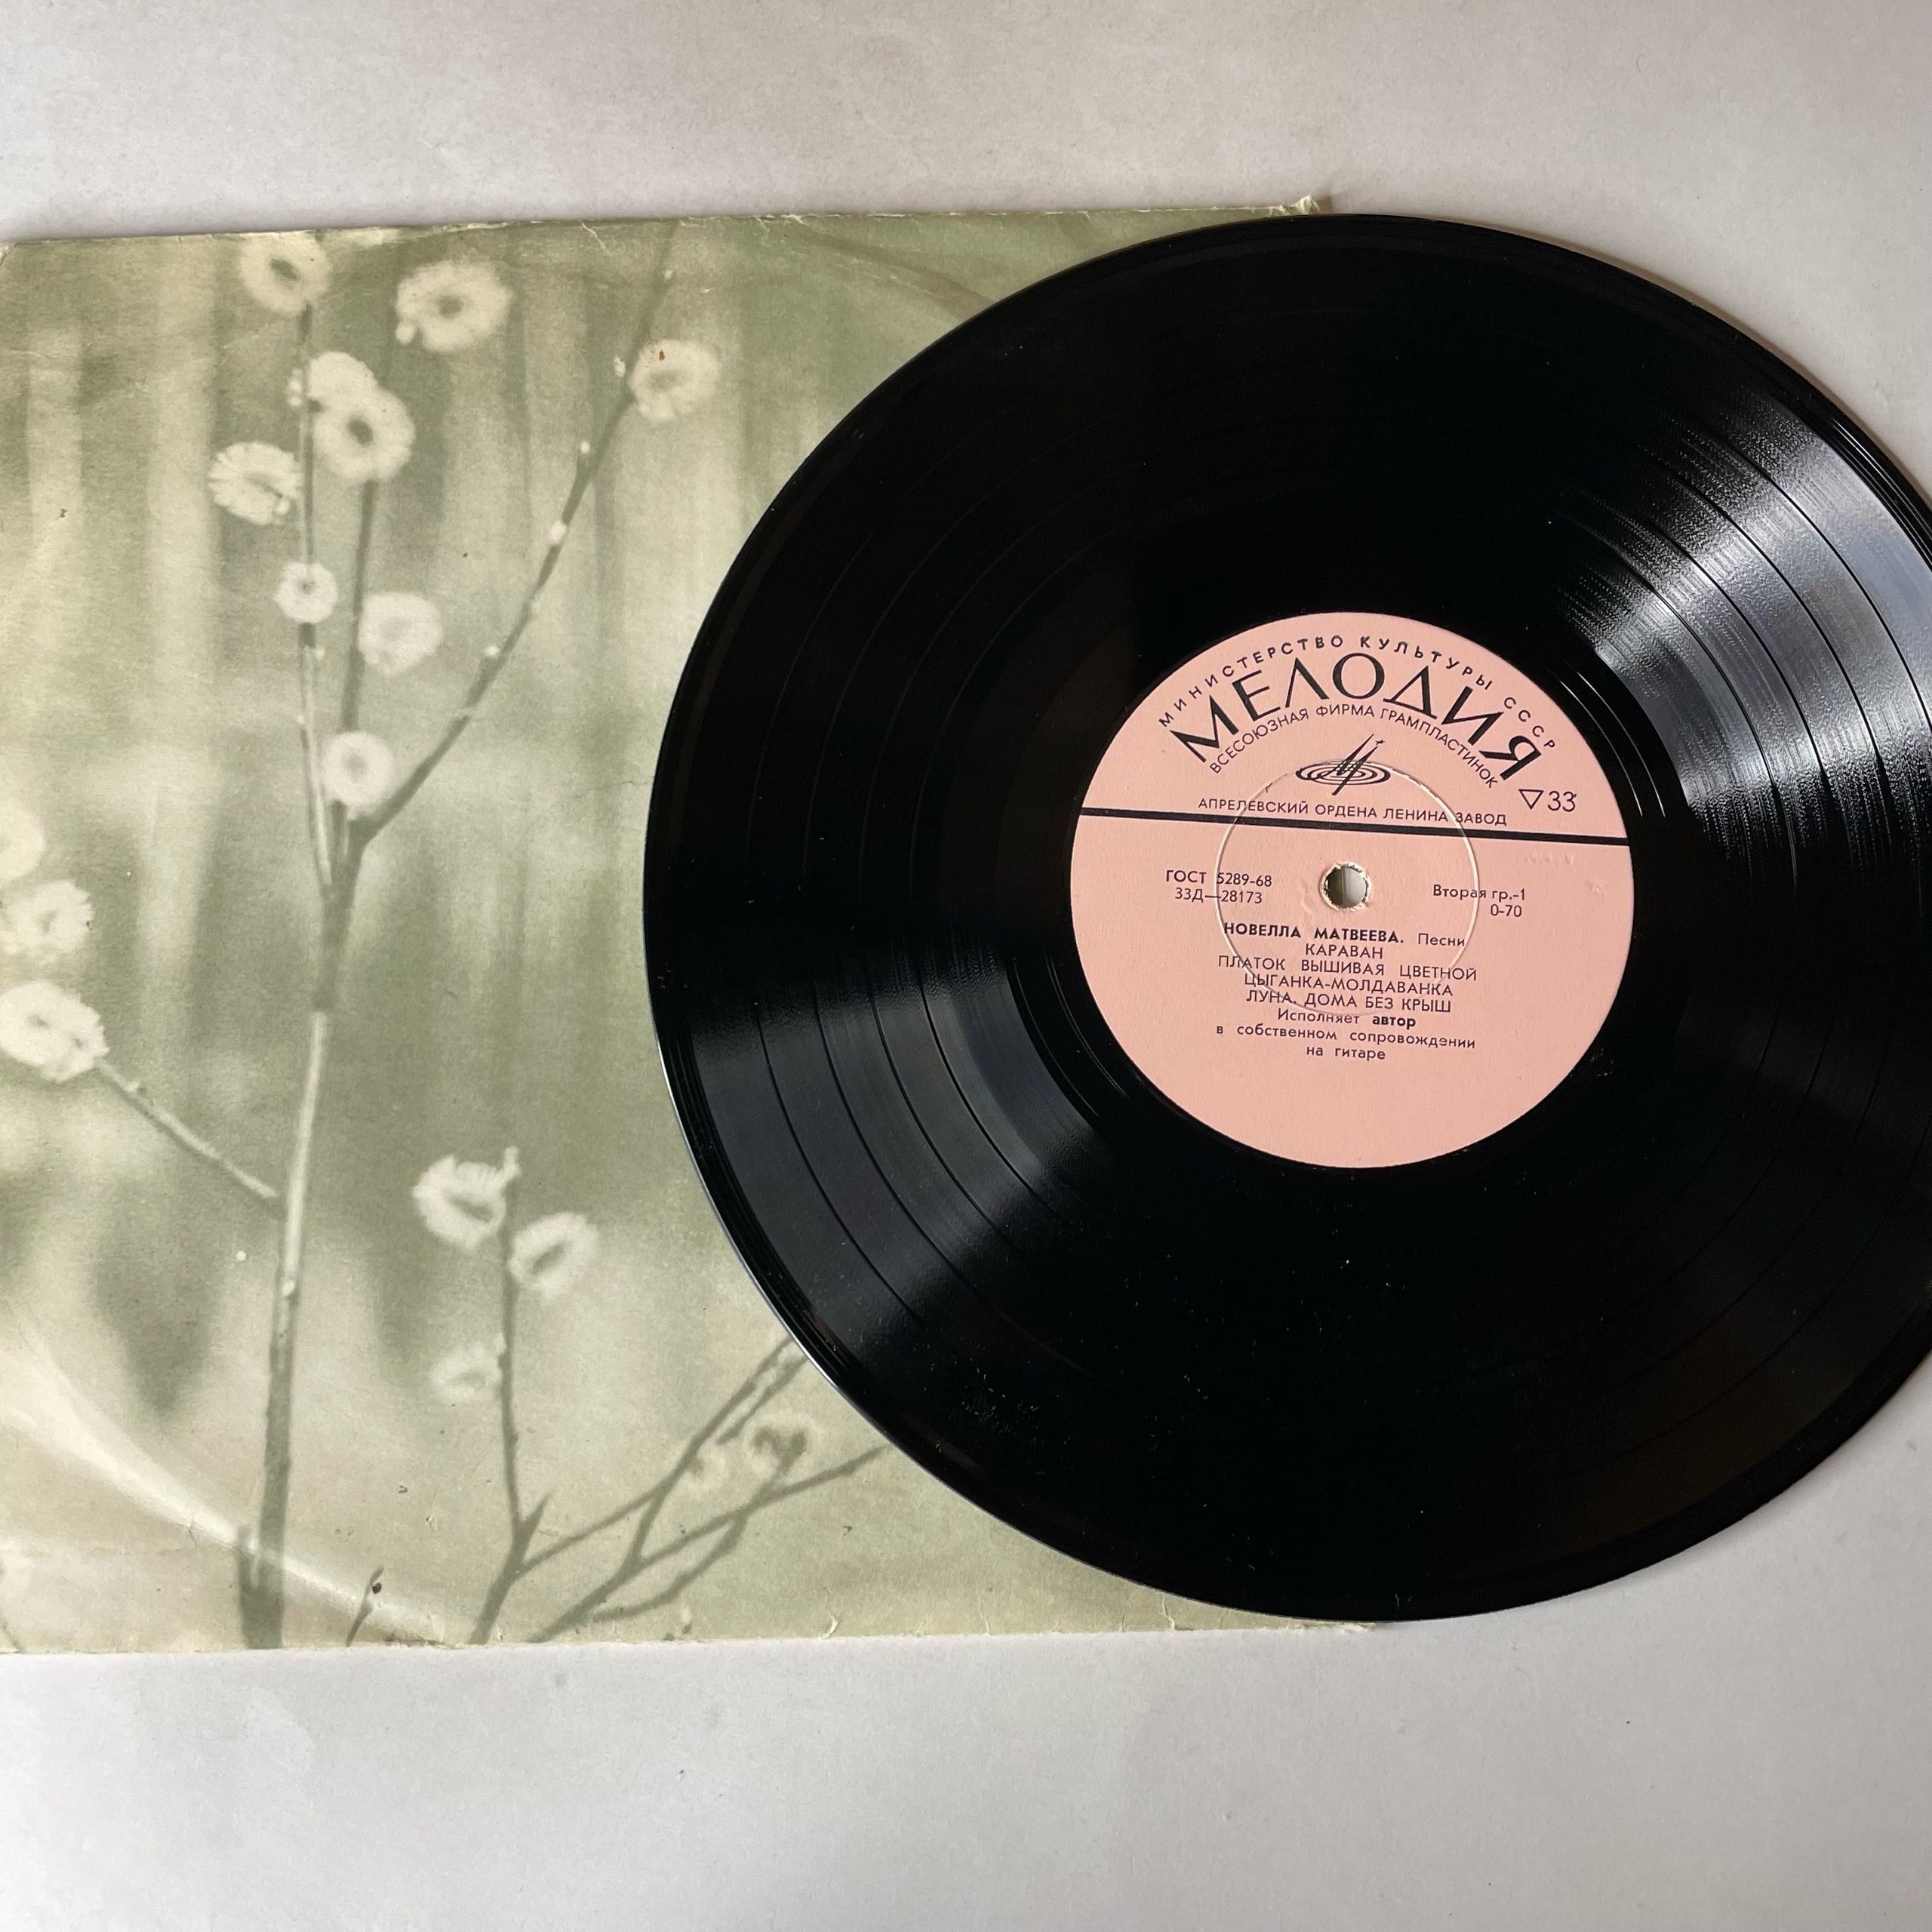 МИНИСТЕРСТВО КУЛЬТУРЫ СССР
МЕЛОДИЯ
ВСЕСОЮЗНАЯ ФИРМА ГРАМПЛАСТИНОК
▽33
АПРЕЛЕВСКИЙ ОРДЕНА ЛЕНИНА ЗАВОД
ГОСТ 5289-68
33Д—28173
Вторая гр.-1
0-70
НОВЕЛЛА МАТВЕЕВА. Песни
КАРАВАН
ПЛАТОК ВЫШИВАЯ ЦВЕТНОЙ
ЦЫГАНКА-МОЛДАВАНКА
ЛУНА. ДОМА БЕЗ КРЫШ
Исполняет автор
в собственном сопровождении
на гитаре